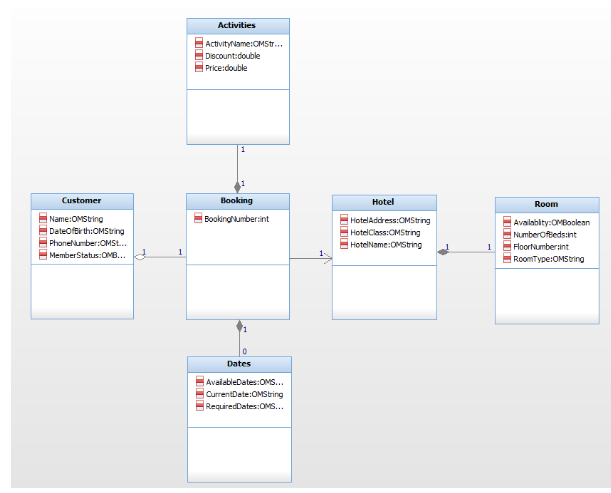 Activities
ActivityName:OMStr...
Discount:double
Price:double
1
1
Customer
Name:OMString
DateOfBirth:OMString
PhoneNumber:OMSt...
MemberStatus:OMB...
1
1
Booking
BookingNumber:int
1
Hotel
HotelAddress:OMString
HotelClass:OMString
HotelName:OMString
1
1
Room
Availablity:OMBoolean
NumberOfBeds:int
FloorNumber:int
RoomType:OMString
1
0
Dates
AvailableDates:OMS...
CurrentDate:OMString
RequiredDates:OMS...